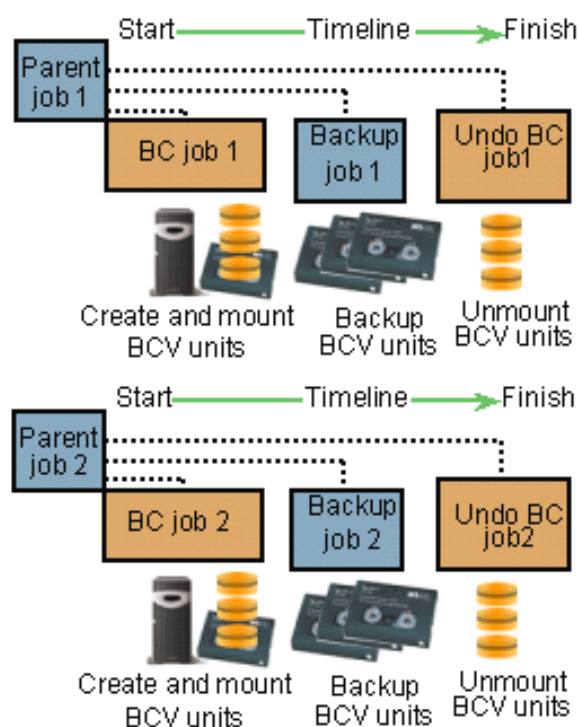 Start Timeline Finish
Parent
job 1
BC job 1
Backup
job 1
Undo BC
job1
Create and mount
BCV units
Backup
BCV units
Unmount
BCV units
Start Timeline Finish
Parent
job 2
BC job 2
Backup
job 2
Undo BC
job2
Create and mount
BCV units
Backup
BCV units
Unmount
BCV units